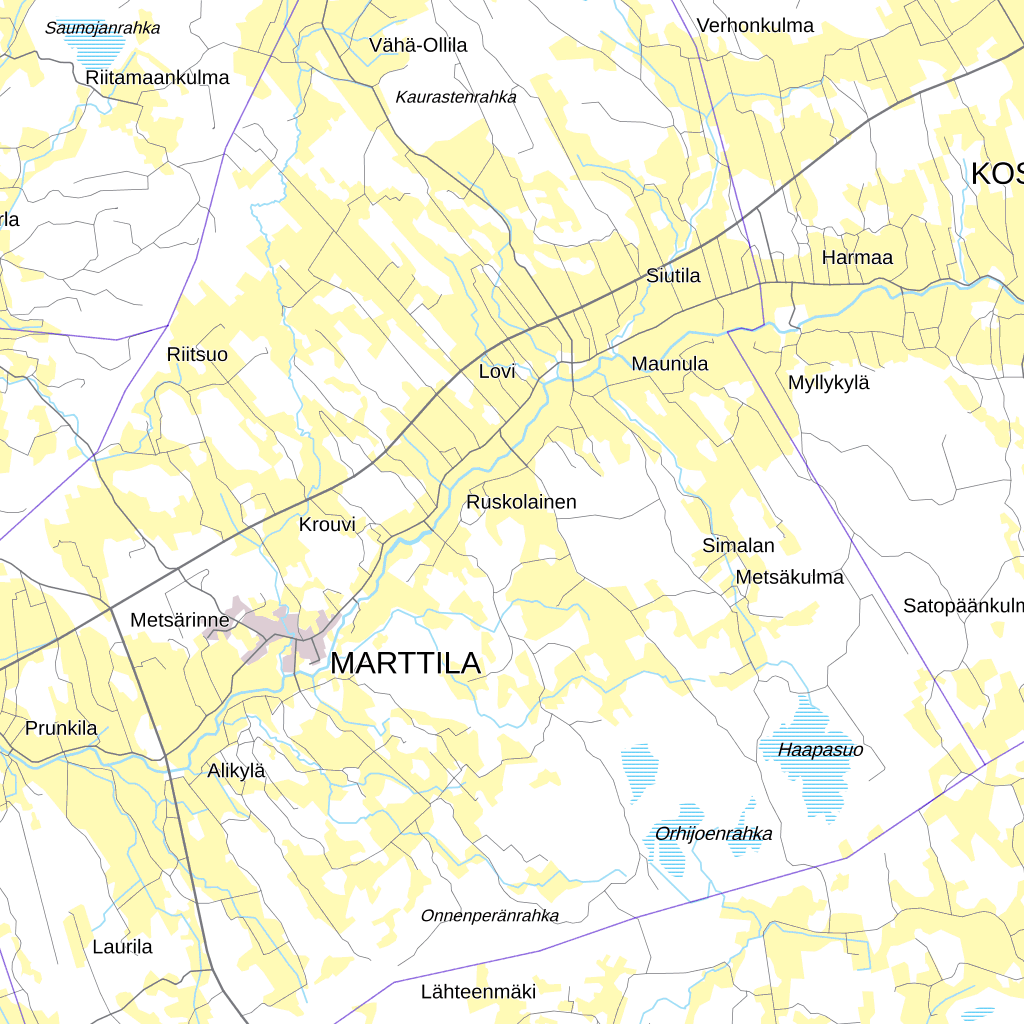 Verhonkulma
Saunojanrahka
Vähä-Ollila
Riitamaankulma
Kaurastenrahka
KOS
rla
Harmaa
Siutila
Riitsuo
Maunula
Lovi
Myllykylä
Ruskolainen
Krouvi
Simalan
Metsäkulma
Satopäänkulm
Metsärinne
MARTTILA
Prunkila
Haapasuo
Alikylä
Orhijoenrahka
Onnenperänrahka
Laurila
Lähteenmäki